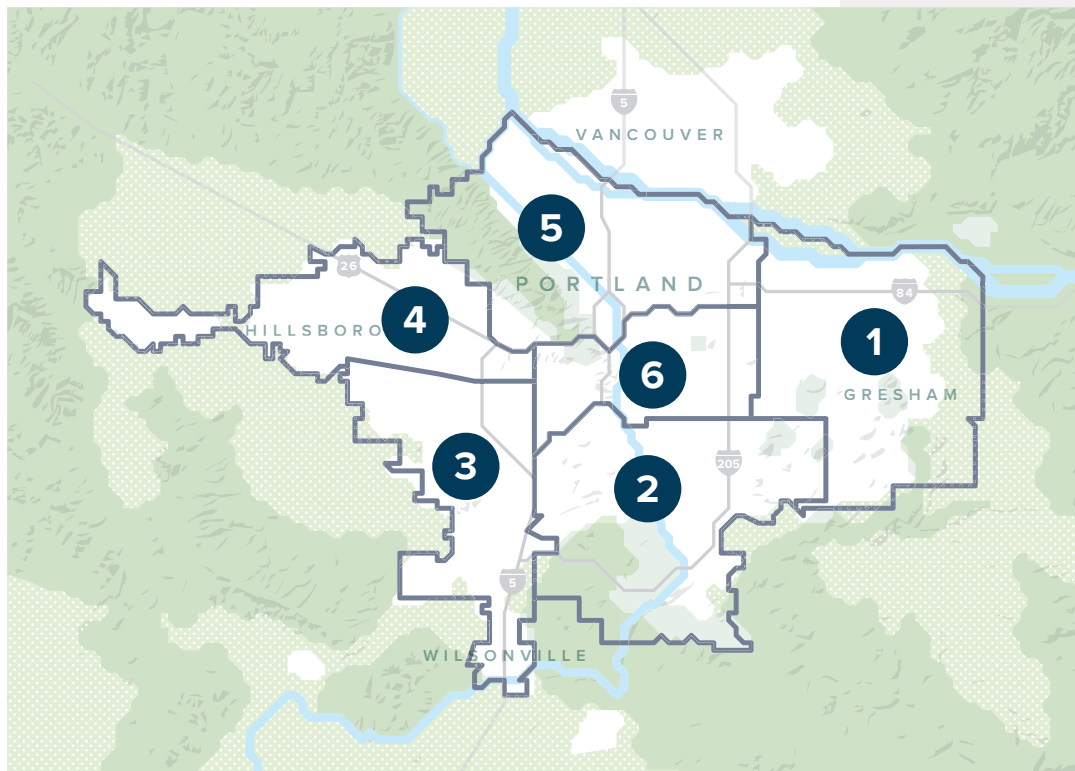 5
VANCOUVER
5
26
PORTLAND
84
HILLSBORO
4
1
6
GRESHAM
3
205
2
5
WILSONVILLE